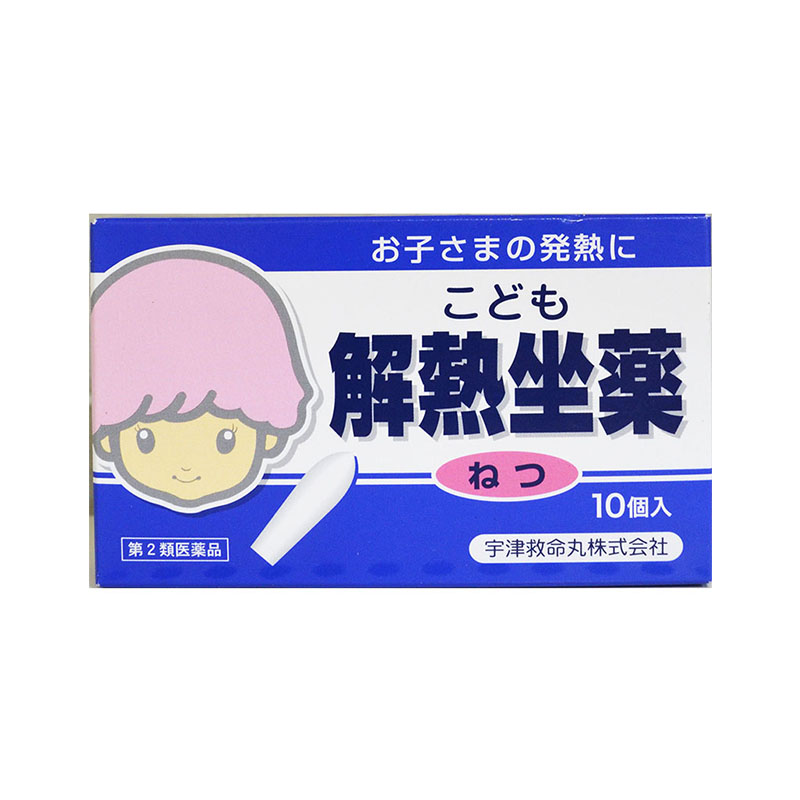 お子さまの発熱に
こども
解熱坐薬
ねつ
10個入
第2類医薬品
宇津救命丸株式会社